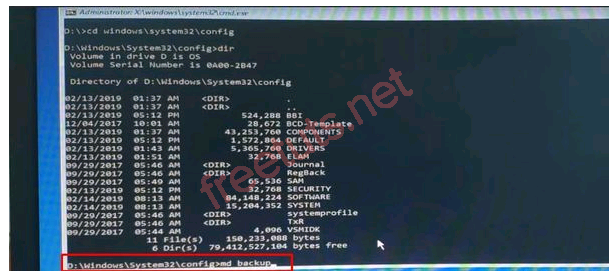 Administrator: X:\windows\system32\cmd.exe
D:\>cd windows\system32\config
D:\Windows\System32\config>dir
Volume in drive D is OS
Volume Serial Number is 0A00-2B47
Directory of D:\Windows\System32\config
02/13/2019 01:37 AM <DIR> .
02/13/2019 01:37 AM <DIR> ..
02/13/2019 05:12 PM 524,288 BBI
12/04/2017 10:01 AM 28,672 BCD-Template
02/13/2019 01:37 AM 43,253,760 COMPONENTS
02/13/2019 05:12 PM 1,572,864 DEFAULT
02/13/2019 01:43 AM 5,365,760 DRIVERS
02/13/2019 01:51 AM 32,768 ELAM
09/29/2017 05:46 AM <DIR> Journal
09/29/2017 05:46 AM <DIR> RegBack
09/29/2017 05:49 AM 65,536 SAM
02/13/2019 05:12 PM 32,768 SECURITY
02/14/2019 08:13 AM 84,148,224 SOFTWARE
02/14/2019 08:13 AM 15,204,352 SYSTEM
09/29/2017 05:46 AM <DIR> systemprofile
09/29/2017 05:46 AM <DIR> TxR
09/29/2017 05:44 AM 4,096 VSMIDK
11 File(s) 150,233,088 bytes
6 Dir(s) 79,412,527,104 bytes free
D:\Windows\System32\config>md backup_
freetuts.net